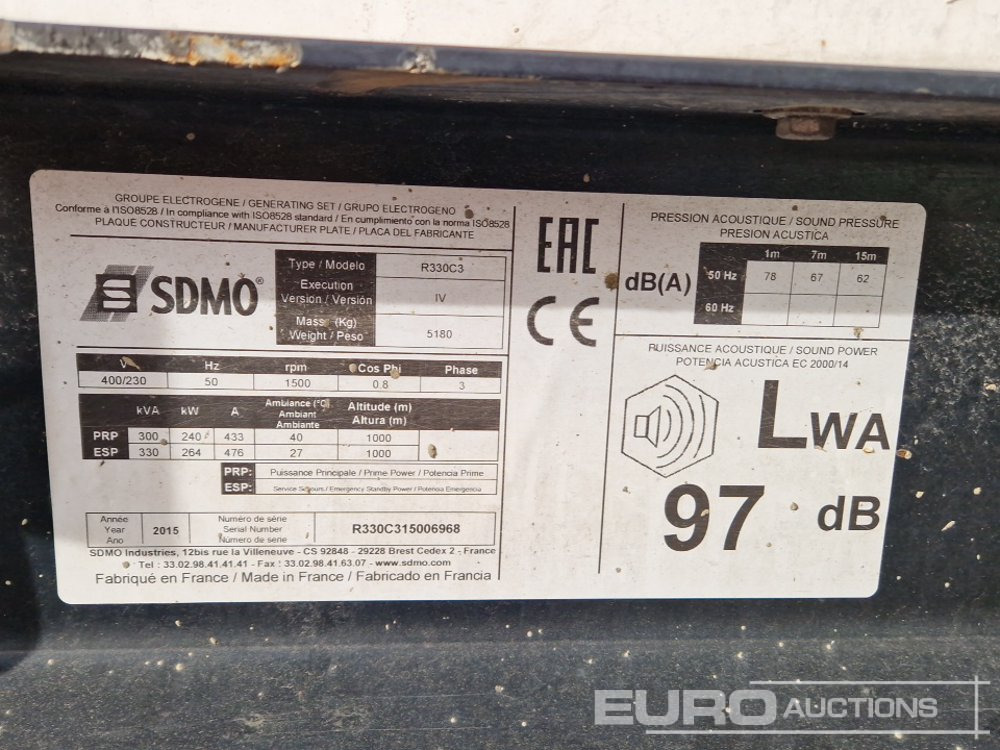 GROUPE ELECTROGENE / GENERATING SET / GRUPO ELECTROGENO
Conforme à l'ISO8528 / In compliance with ISO8528 standard / En cumplimiento con la norma ISO8528
PLAQUE CONSTRUCTEUR / MANUFACTURER PLATE / PLACA DEL FABRICANTE
SDMO®
Type / Modelo R330C3
Execution
Version / Versión IV
Mass (Kg)
Weight / Peso 5180
V Hz rpm Cos Phi Phase
400/230 50 1500 0.8 3
kVA kW A Ambiance (°C) Ambiant Ambiante Altitude (m) Altura (m)
PRP 300 240 433 40 1000
ESP 330 264 476 27 1000
PRP: Puissance Principale / Prime Power / Potencia Prime
ESP: Service Secours / Emergency Standby Power / Potencia Emergencia
Année
Year
Ano
2015
Numéro de série
Serial Number
Número de série
R330C315006968
SDMO Industries, 12bis rue la Villeneuve - CS 92848 - 29228 Brest Cedex 2 - France
Tel : 33.02.98.41.41.41 - Fax : 33.02.98.41.63.07 - www.sdmo.com
Fabriqué en France / Made in France / Fabricado en Francia
EAC
CE
PRESSION ACOUSTIQUE / SOUND PRESSURE
PRESION ACUSTICA
1m 7m 15m
dB(A)
50 Hz 78 67 62
60 Hz
PUISSANCE ACOUSTIQUE / SOUND POWER
POTENCIA ACUSTICA EC 2000/14
LWA
97 dB
EURO AUCTIONS